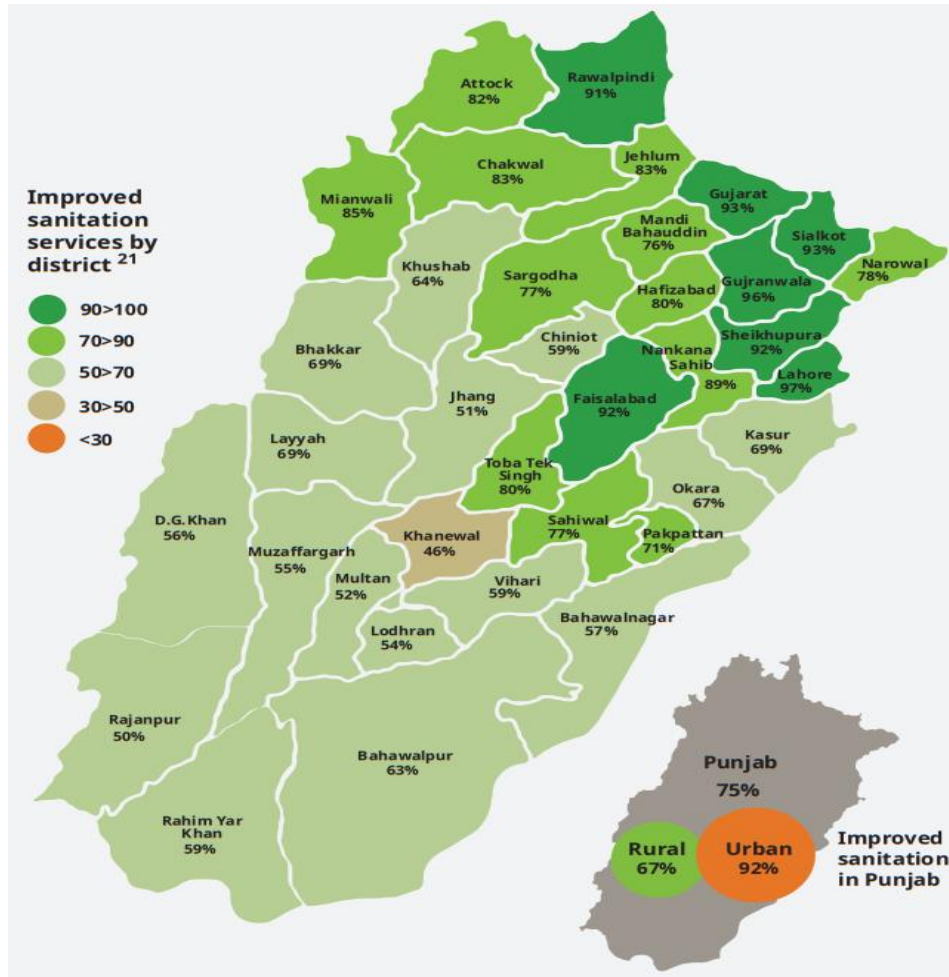 Attock
82%
Rawalpindi
91%
Chakwal
83%
Jehlum
83%
Mianwali
85%
Gujarat
93%
Mandi
Bahauddin
76%
Sialkot
93%
Narowal
78%
Khushab
64%
Sargodha
77%
Hafizabad
80%
Gujranwala
96%
Improved
sanitation
services by
district 21
90>100
70>90
50>70
30>50
<30
Bhakkar
69%
Chiniot
59%
Nankana
Sahib
89%
Sheikhupura
92%
Lahore
97%
Jhang
51%
Faisalabad
92%
Layyah
69%
Kasur
69%
Toba Tek
Singh
80%
Okara
67%
D.G.Khan
56%
Muzaffargarh
55%
Khanewal
46%
Sahiwal
77%
Pakpattan
71%
Multan
52%
Vihari
59%
Lodhran
54%
Bahawalnagar
57%
Rajanpur
50%
Bahawalpur
63%
Rahim Yar
Khan
59%
Punjab
75%
Rural
67%
Urban
92%
Improved
sanitation
in Punjab